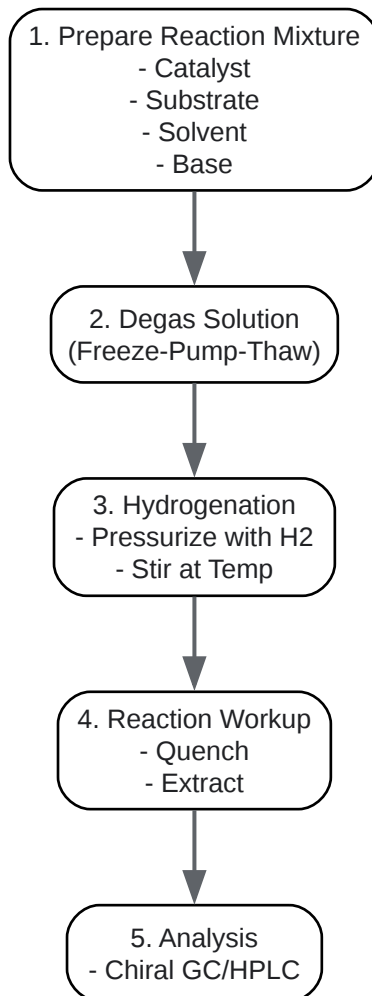 1. Prepare Reaction Mixture
- Catalyst
- Substrate
- Solvent
- Base
2. Degas Solution
(Freeze-Pump-Thaw)
3. Hydrogenation
- Pressurize with H2
- Stir at Temp
4. Reaction Workup
- Quench
- Extract
5. Analysis
- Chiral GC/HPLC